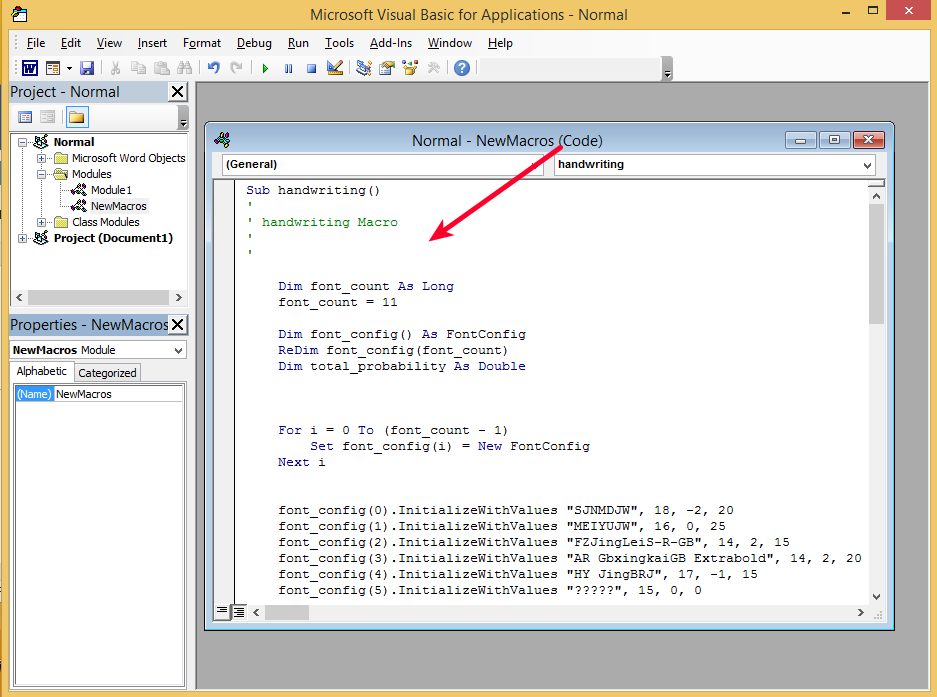 Microsoft Visual Basic for Applications - Normal
File Edit View Insert Format Debug Run Tools Add-Ins Window Help
Project - Normal
Normal
Microsoft Word Objects
Modules
Module1
NewMacros
Class Modules
Project (Document1)
Properties - NewMacros
NewMacros Module
Alphabetic Categorized
(Name) NewMacros
Normal - NewMacros (Code)
(General) handwriting
Sub handwriting()
'
' handwriting Macro
'
'
Dim font_count As Long
font_count = 11
Dim font_config() As FontConfig
ReDim font_config(font_count)
Dim total_probability As Double
For i = 0 To (font_count - 1)
Set font_config(i) = New FontConfig
Next i
font_config(0).InitializeWithValues "SJNMDJW", 18, -2, 20
font_config(1).InitializeWithValues "MEIYUJW", 16, 0, 25
font_config(2).InitializeWithValues "FZJingLeiS-R-GB", 14, 2, 15
font_config(3).InitializeWithValues "AR GbxingkaiGB Extrabold", 14, 2, 20
font_config(4).InitializeWithValues "HY JingBRJ", 17, -1, 15
font_config(5).InitializeWithValues "?????", 15, 0, 0